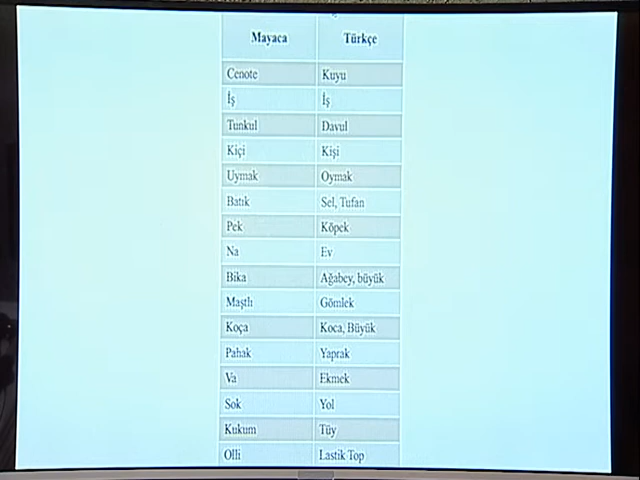 Mayaca Türkçe
Cenote Kuyu
İş İş
Tunkul Davul
Kiçi Kişi
Uymak Oymak
Batık Sel, Tufan
Pek Köpek
Na Ev
Bika Ağabey, büyük
Maştlı Gömlek
Koça Koca, Büyük
Pahak Yaprak
Va Ekmek
Sok Yol
Kukum Tüy
Olli Lastik Top